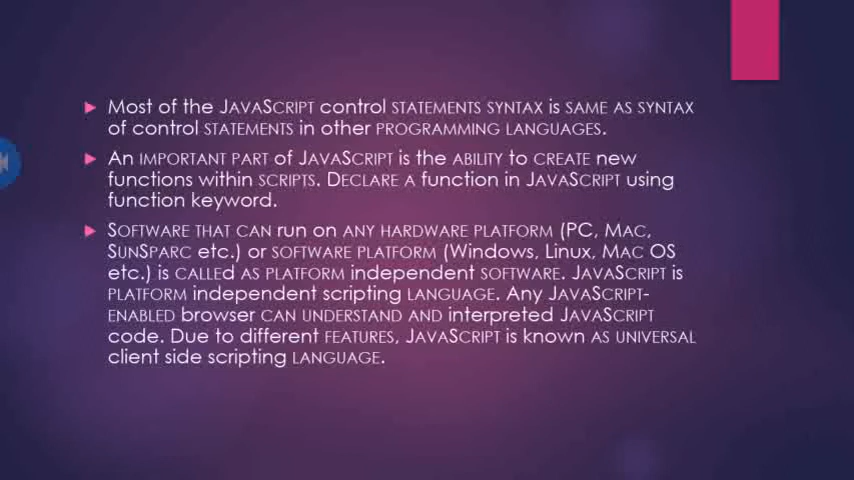 Most of the JavaScript control statements syntax is same as syntax
of control statements in other programming languages.
An important part of JavaScript is the ability to create new
functions within scripts. Declare a function in JavaScript using
function keyword.
Software that can run on any hardware platform (PC, Mac,
SunSparc etc.) or software platform (Windows, Linux, Mac OS
etc.) is called as platform independent software. JavaScript is
platform independent scripting language. Any JavaScript-
enabled browser can understand and interpreted JavaScript
code. Due to different features, JavaScript is known as universal
client side scripting language.